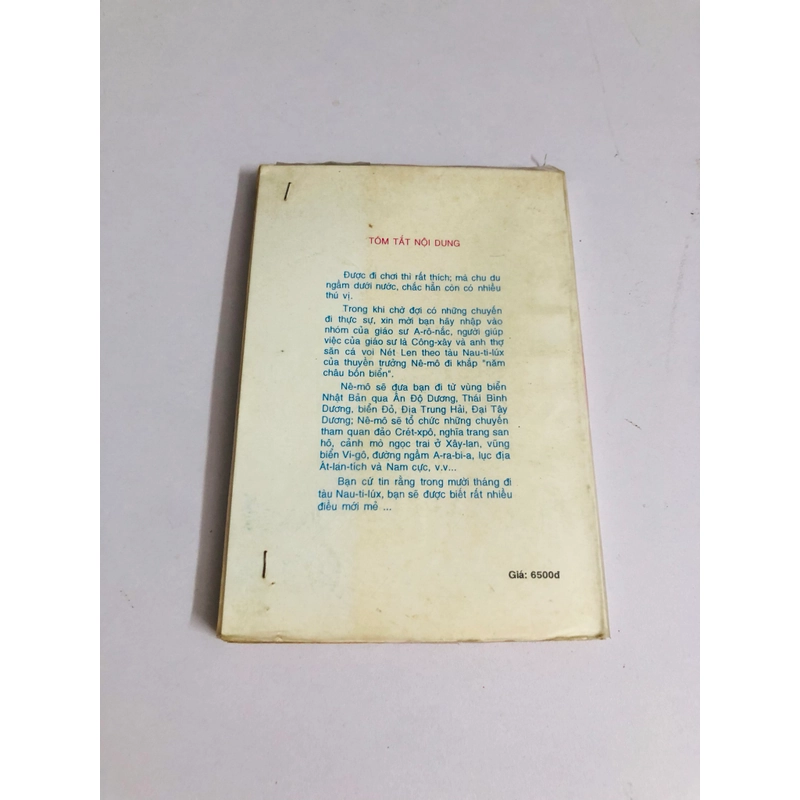 TÓM TẮT NỘI DUNG
Được đi chơi thì rất thích; mà chu du
ngầm dưới nước, chắc hẳn còn có nhiều
thú vị.
Trong khi chờ đợi có những chuyến
đi thực sự, xin mời bạn hãy nhập vào
nhóm của giáo sư A-rô-nắc, người giúp
việc của giáo sư là Công-xây và anh thợ
săn cá voi Nét Len theo tàu Nau-ti-lúx
của thuyền trưởng Nê-mô đi khắp "năm
châu bốn biển".
Nê-mô sẽ đưa bạn đi từ vùng biển
Nhật Bản qua Ấn Độ Dương, Thái Bình
Dương, biển Đỏ, Địa Trung Hải, Đại Tây
Dương; Nê-mô sẽ tổ chức những chuyến
tham quan đảo Crét-xpô, nghĩa trang san
hô, cảnh mò ngọc trai ở Xây-lan, vũng
biển Vi-gô, đường ngầm A-ra-bi-a, lục địa
Át-lan-tích và Nam cực, v.v...
Bạn cứ tin rằng trong mười tháng đi
tàu Nau-ti-lúx, bạn sẽ được biết rất nhiều
điều mới mẻ ...
Giá: 6500đ